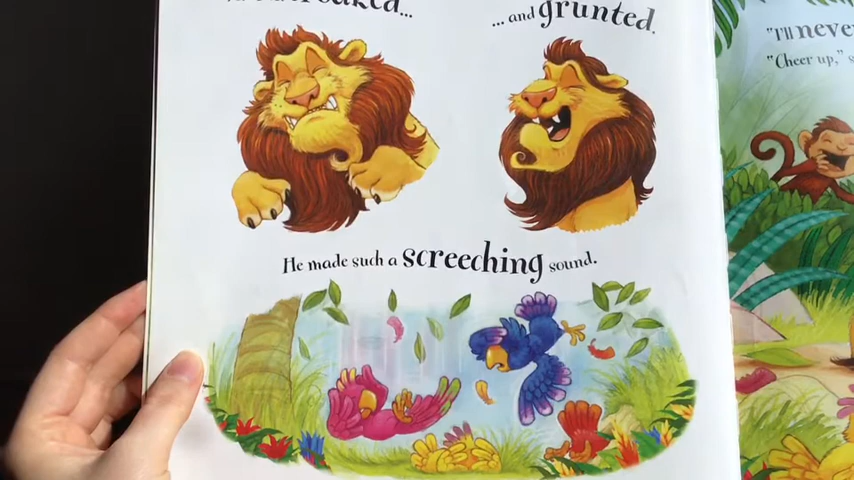 ...and grunted.
He made such a screeching sound.
"I'll never
"Cheer up,"